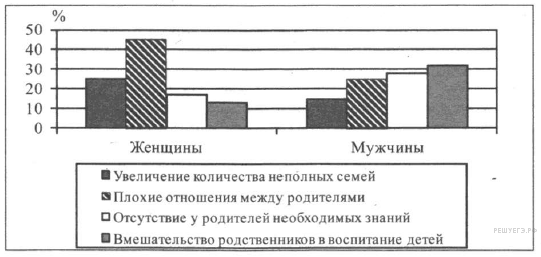 %
50
40
30
20
10
0
Женщины Мужчины
Увеличение количества неполных семей
Плохие отношения между родителями
Отсутствие у родителей необходимых знаний
Вмешательство родственников в воспитание детей
РЕШУЕГЭ.РФ